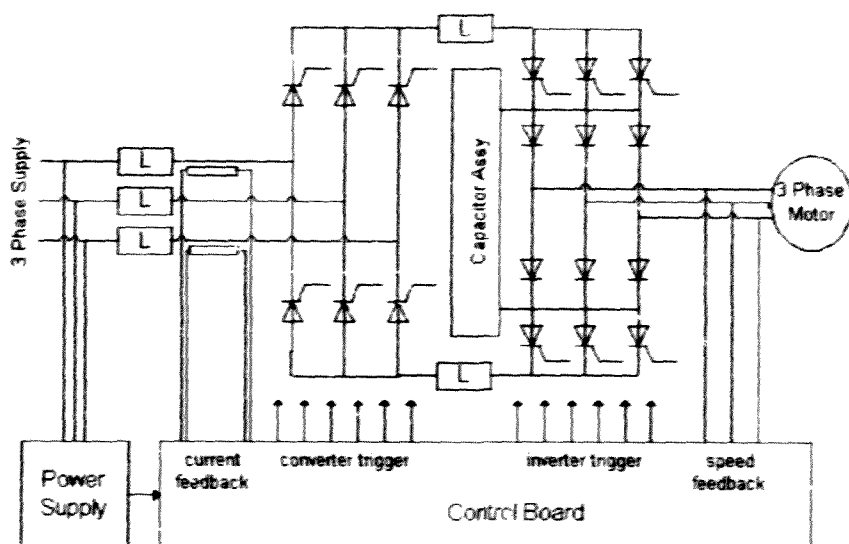 L
L
3 Phase Supply
L
L
L
Capacitor Assy
3 Phase
Motor
L
current
feedback
converter trigger
inverter trigger
speed
feedback
Power
Supply
Control Board